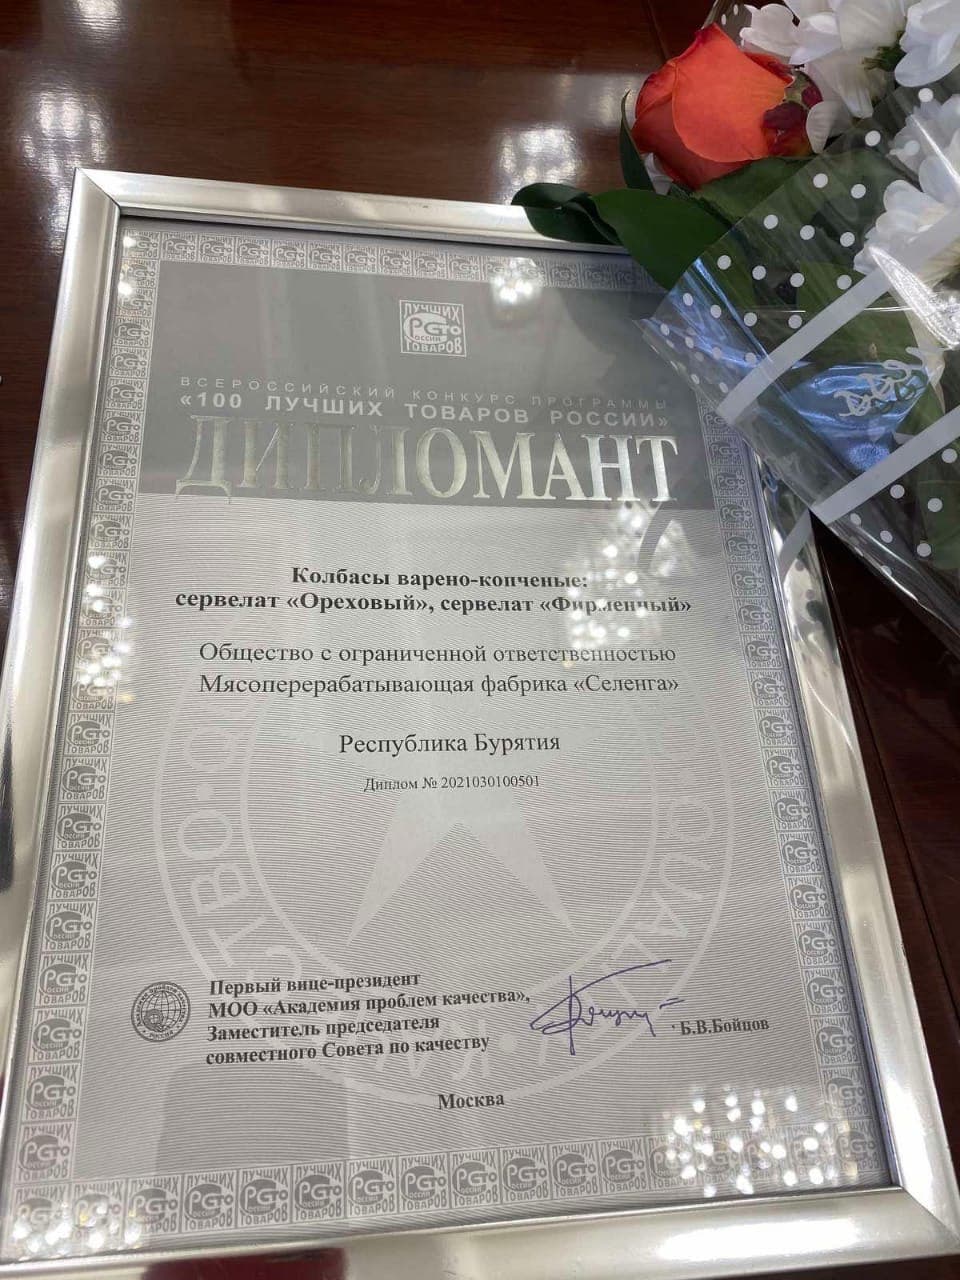 ЛУЧШИХ
РСТО
РОССИИ
ТОВАРОВ
ВСЕРОССИЙСКИЙ КОНКУРС ПРОГРАММЫ
«100 ЛУЧШИХ ТОВАРОВ РОССИИ»
ДИПЛОМАНТ
Колбасы варено-копченые:
сервелат «Ореховый», сервелат «Фирменный»
Общество с ограниченной ответственностью
Мясоперерабатывающая фабрика «Селенга»
Республика Бурятия
Диплом № 2021030100501
Первый вице-президент
МОО «Академия проблем качества»,
Заместитель председателя
совместного Совета по качеству
Б.В.Бойцов
Москва